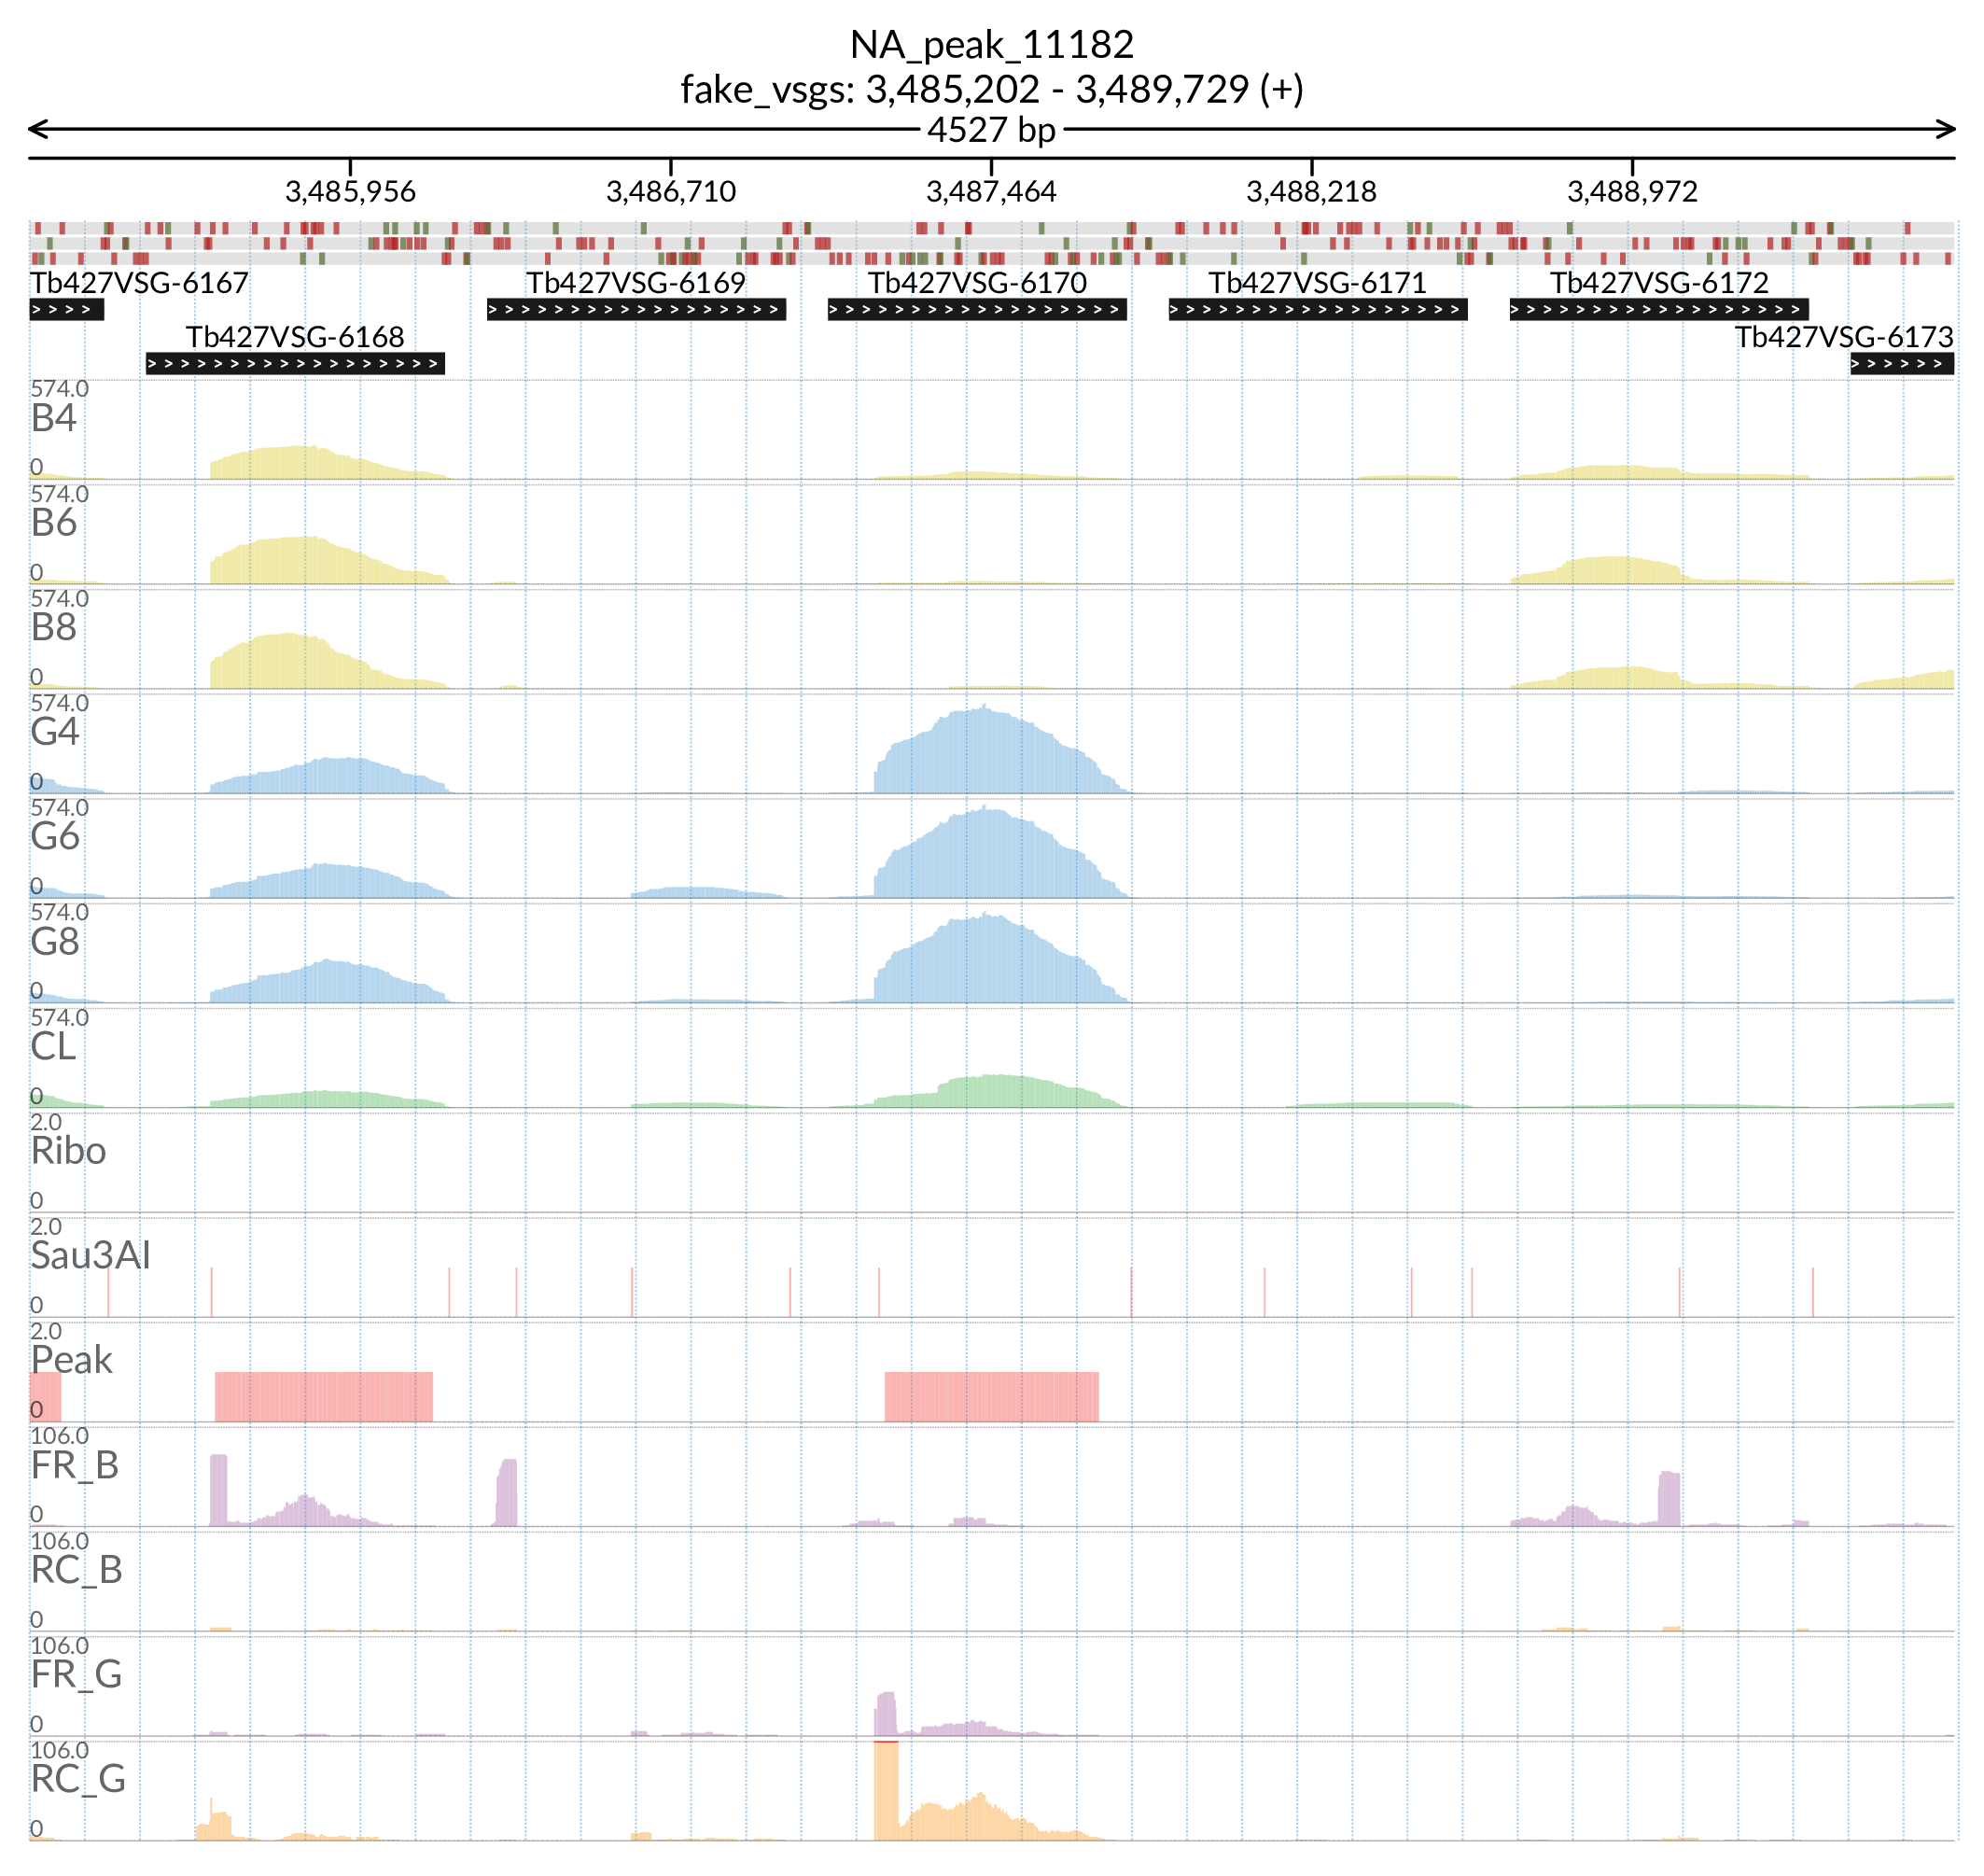 NA_peak_11182
fake_vsgs: 3,485,202 - 3,489,729 (+)
4527 bp
3,485,956 3,486,710 3,487,464 3,488,218 3,488,972
Tb427VSG-6167 Tb427VSG-6169 Tb427VSG-6170 Tb427VSG-6171 Tb427VSG-6172
Tb427VSG-6168 Tb427VSG-6173
574.0
B4
0
574.0
B6
0
574.0
B8
0
574.0
G4
0
574.0
G6
0
574.0
G8
0
574.0
CL
0
2.0
Ribo
0
2.0
Sau3AI
0
2.0
Peak
0
106.0
FR_B
0
106.0
RC_B
0
106.0
FR_G
0
106.0
RC_G
0